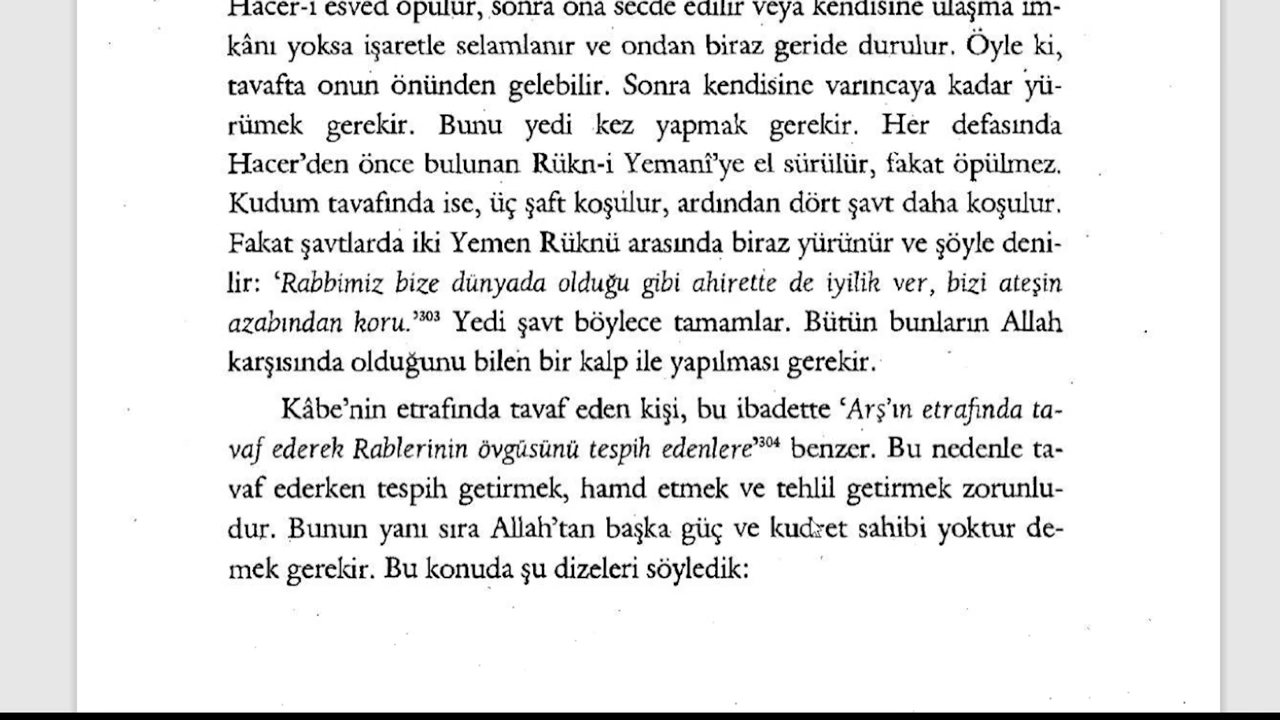 Hacer-i esved öpülür, sonra ona secde edilir veya kendisine ulaşma im-
kânı yoksa işaretle selamlanır ve ondan biraz geride durulur. Öyle ki,
tavafta onun önünden gelebilir. Sonra kendisine varıncaya kadar yü-
rümek gerekir. Bunu yedi kez yapmak gerekir. Her defasında
Hacer’den önce bulunan Rükn-i Yemanî’ye el sürülür, fakat öpülmez.
Kudum tavafında ise, üç şaft koşulur, ardından dört şavt daha koşulur.
Fakat şavtlarda iki Yemen Rüknü arasında biraz yürünür ve şöyle deni-
lir: ‘Rabbimiz bize dünyada olduğu gibi ahirette de iyilik ver, bizi ateşin
azabından koru.’303 Yedi şavt böylece tamamlar. Bütün bunların Allah
karşısında olduğunu bilen bir kalp ile yapılması gerekir.
Kâbe’nin etrafında tavaf eden kişi, bu ibadette ‘Arş’ın etrafında ta-
vaf ederek Rablerinin övgüsünü tespih edenlere’304 benzer. Bu nedenle ta-
vaf ederken tespih getirmek, hamd etmek ve tehlil getirmek zorunlu-
dur. Bunun yanı sıra Allah’tan başka güç ve kudret sahibi yoktur de-
mek gerekir. Bu konuda şu dizeleri söyledik: